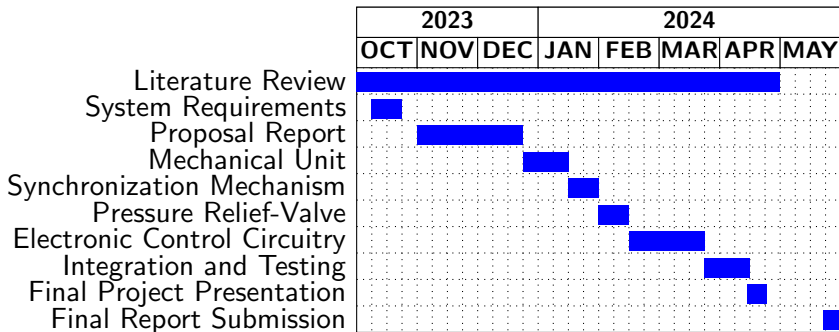 2023 2024
OCT NOV DEC JAN FEB MAR APR MAY
Literature Review
System Requirements
Proposal Report
Mechanical Unit
Synchronization Mechanism
Pressure Relief-Valve
Electronic Control Circuitry
Integration and Testing
Final Project Presentation
Final Report Submission